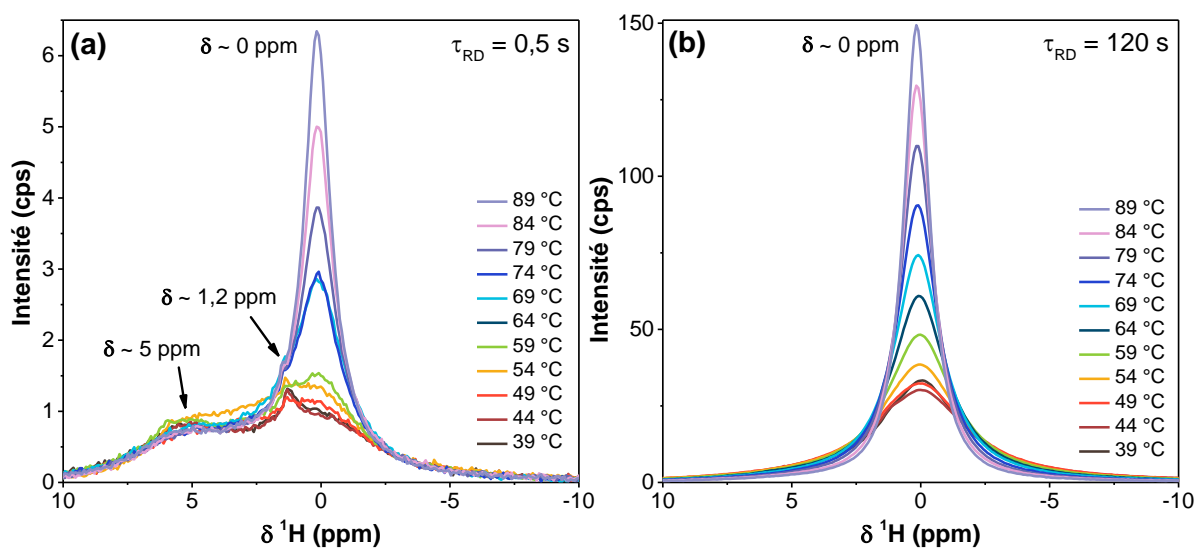 (a)
δ ~ 0 ppm
τRD = 0,5 s
δ ~ 1,2 ppm
δ ~ 5 ppm
89 °C
84 °C
79 °C
74 °C
69 °C
64 °C
59 °C
54 °C
49 °C
44 °C
39 °C
Intensité (cps)
6
5
4
3
2
1
0
10
5
0
-5
-10
δ ¹H (ppm)
(b)
δ ~ 0 ppm
τRD = 120 s
89 °C
84 °C
79 °C
74 °C
69 °C
64 °C
59 °C
54 °C
49 °C
44 °C
39 °C
Intensité (cps)
150
100
50
0
10
5
0
-5
-10
δ ¹H (ppm)